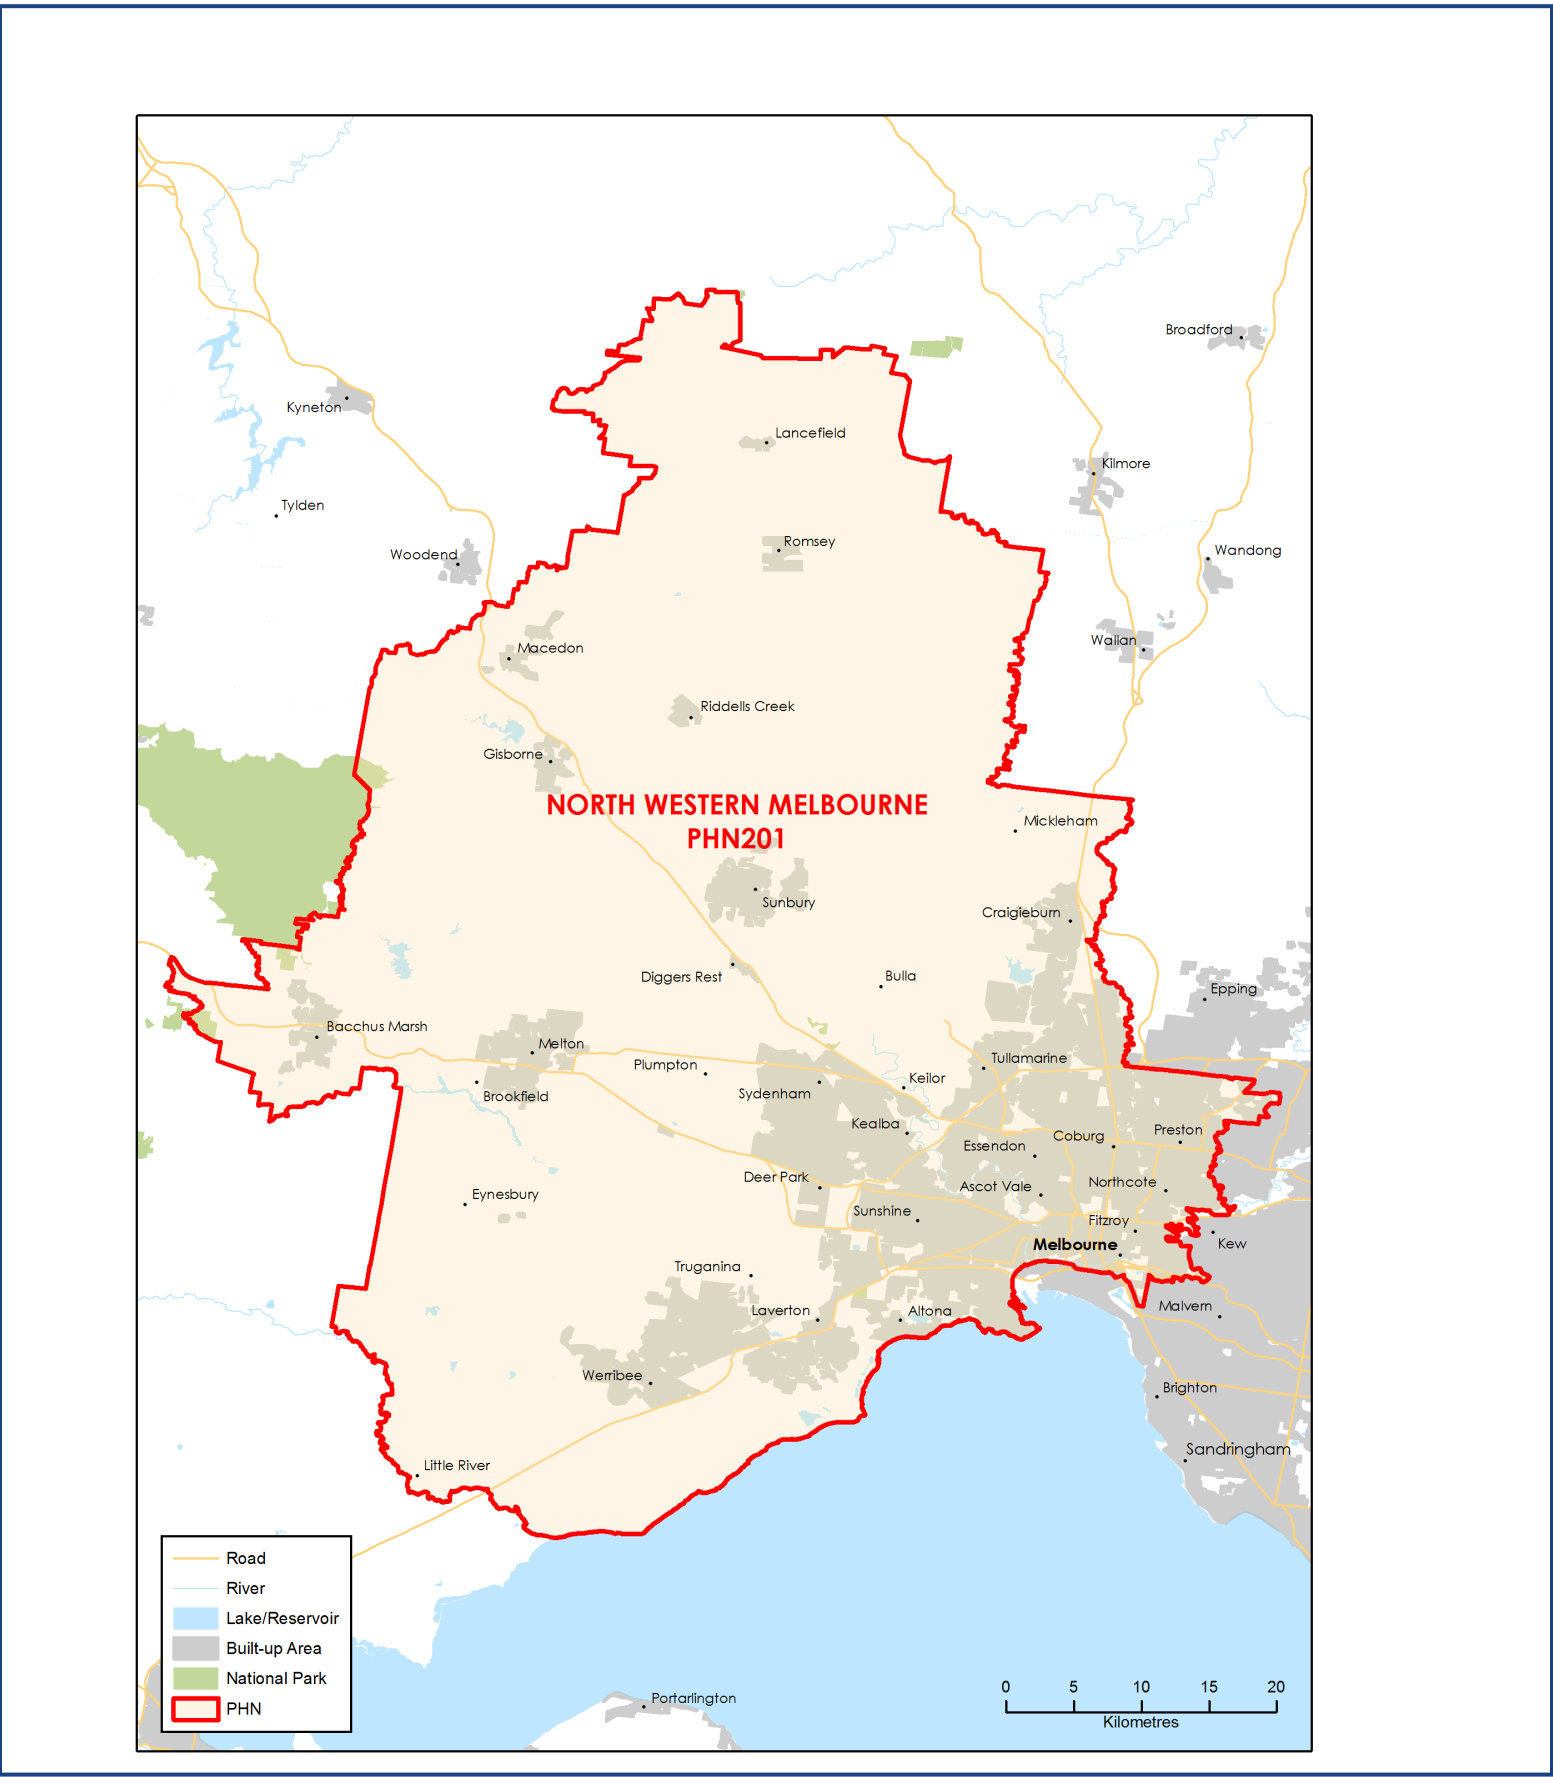 Broadford
Kyneton
Lancefield
Kilmore
Tylden
Romsey
Woodend
Wandong
Wallan
Macedon
Riddells Creek
Gisborne
NORTH WESTERN MELBOURNE
PHN201
Mickleham
Sunbury
Craigieburn
Diggers Rest
Bulla
Epping
Bacchus Marsh
Melton
Tullamarine
Plumpton
Keilor
Sydenham
Brookfield
Kealba
Coburg
Preston
Essendon
Deer Park
Northcote
Ascot Vale
Eynesbury
Sunshine
Fitzroy
Melbourne
Kew
Truganina
Malvern
Laverton
Altona
Werribee
Brighton
Sandringham
Little River
Road
River
Lake/Reservoir
Built-up Area
National Park
PHN
Portarlington
0 5 10 15 20
Kilometres